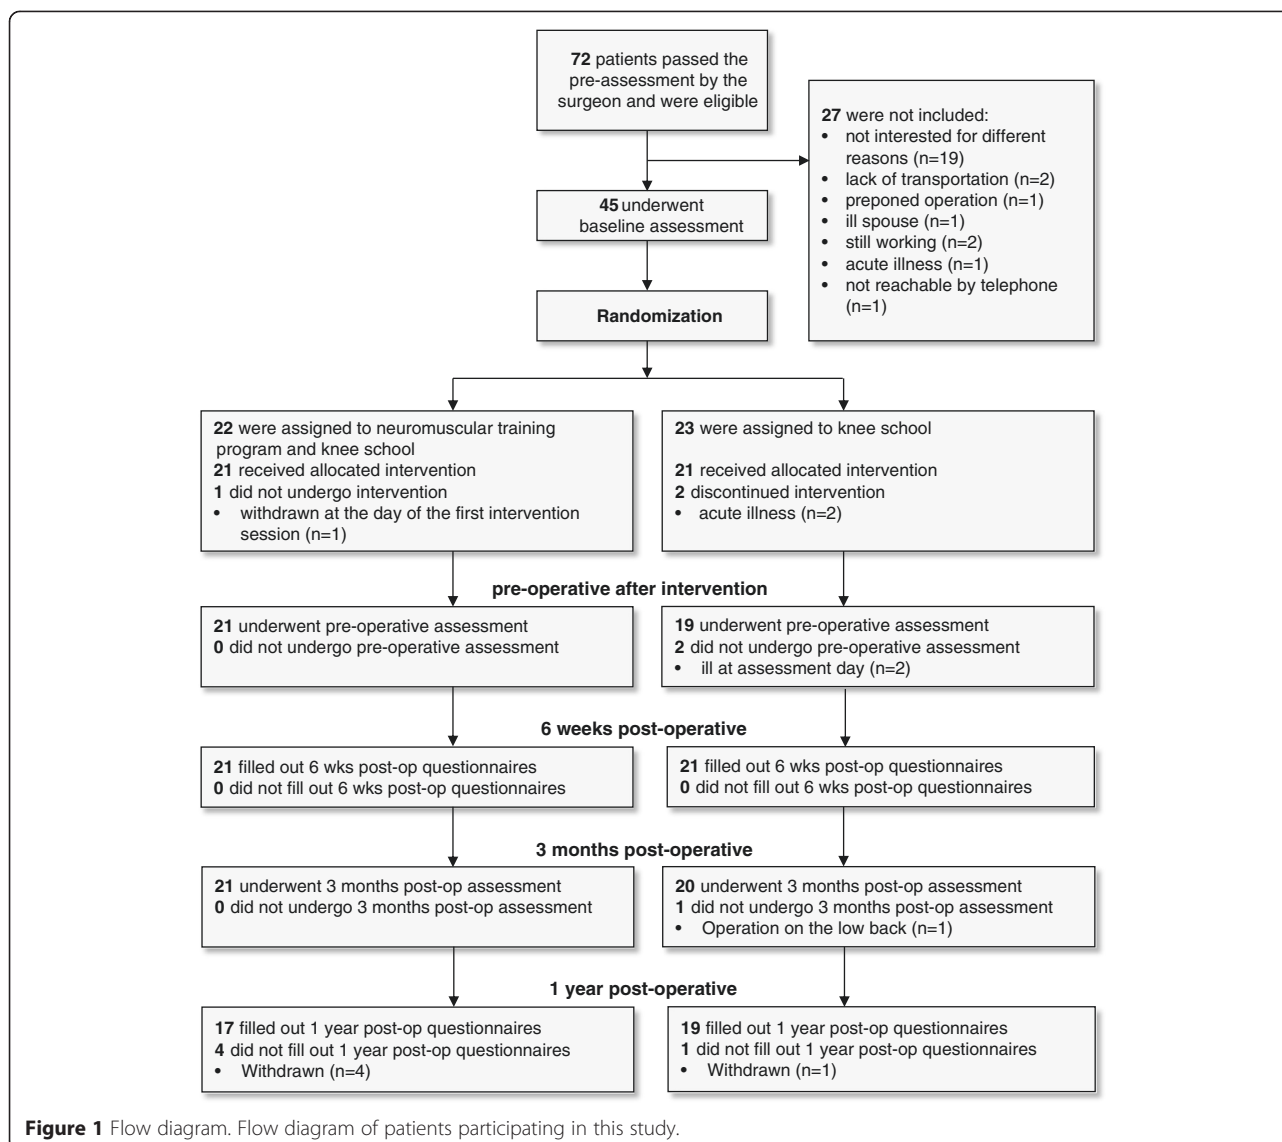 72 patients passed the
pre-assessment by the
surgeon and were eligible
27 were not included:
• not interested for different
reasons (n=19)
• lack of transportation (n=2)
• preponed operation (n=1)
• ill spouse (n=1)
• still working (n=2)
• acute illness (n=1)
• not reachable by telephone
(n=1)
45 underwent
baseline assessment
Randomization
22 were assigned to neuromuscular training
program and knee school
21 received allocated intervention
1 did not undergo intervention
• withdrawn at the day of the first intervention
session (n=1)
23 were assigned to knee school
21 received allocated intervention
2 discontinued intervention
• acute illness (n=2)
pre-operative after intervention
21 underwent pre-operative assessment
0 did not undergo pre-operative assessment
19 underwent pre-operative assessment
2 did not undergo pre-operative assessment
• ill at assessment day (n=2)
6 weeks post-operative
21 filled out 6 wks post-op questionnaires
0 did not fill out 6 wks post-op questionnaires
21 filled out 6 wks post-op questionnaires
0 did not fill out 6 wks post-op questionnaires
3 months post-operative
21 underwent 3 months post-op assessment
0 did not undergo 3 months post-op assessment
20 underwent 3 months post-op assessment
1 did not undergo 3 months post-op assessment
• Operation on the low back (n=1)
1 year post-operative
17 filled out 1 year post-op questionnaires
4 did not fill out 1 year post-op questionnaires
• Withdrawn (n=4)
19 filled out 1 year post-op questionnaires
1 did not fill out 1 year post-op questionnaires
• Withdrawn (n=1)
Figure 1 Flow diagram. Flow diagram of patients participating in this study.